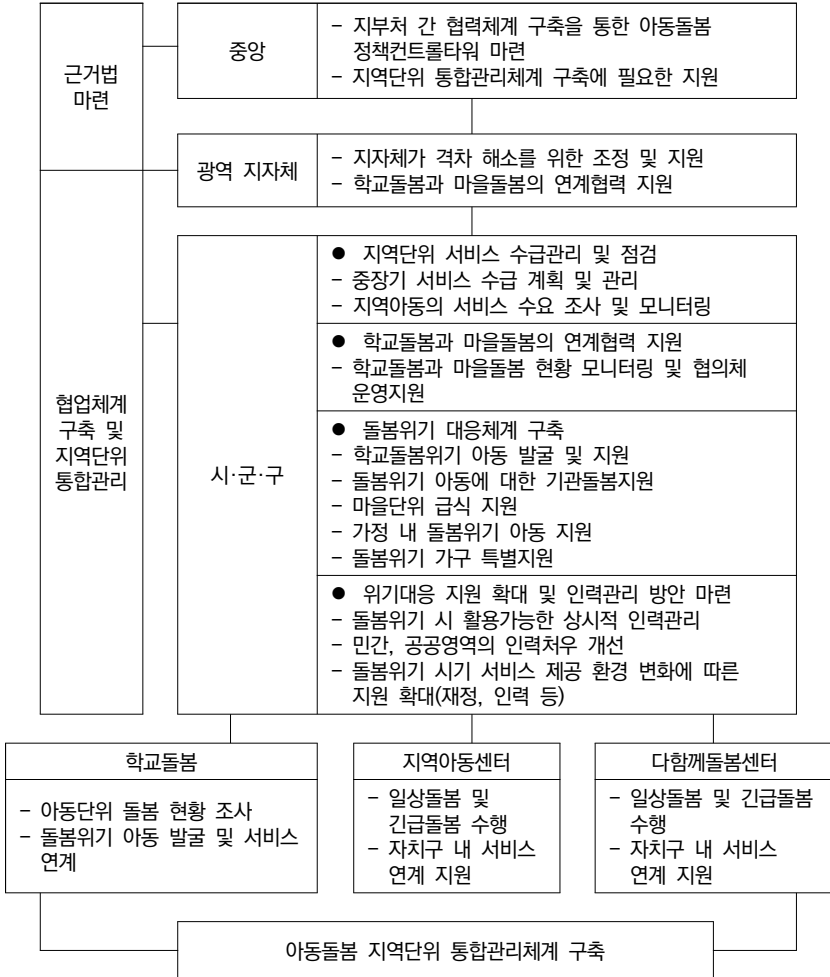 근거법
마련
중앙
- 지부처 간 협력체계 구축을 통한 아동돌봄
정책컨트롤타워 마련
- 지역단위 통합관리체계 구축에 필요한 지원
광역 지자체
- 지자체가 격차 해소를 위한 조정 및 지원
- 학교돌봄과 마을돌봄의 연계협력 지원
협업체계
구축 및
지역단위
통합관리
시·군·구
● 지역단위 서비스 수급관리 및 점검
- 중장기 서비스 수급 계획 및 관리
- 지역아동의 서비스 수요 조사 및 모니터링
● 학교돌봄과 마을돌봄의 연계협력 지원
- 학교돌봄과 마을돌봄 현황 모니터링 및 협의체
운영지원
● 돌봄위기 대응체계 구축
- 학교돌봄위기 아동 발굴 및 지원
- 돌봄위기 아동에 대한 기관돌봄지원
- 마을단위 급식 지원
- 가정 내 돌봄위기 아동 지원
- 돌봄위기 가구 특별지원
● 위기대응 지원 확대 및 인력관리 방안 마련
- 돌봄위기 시 활용가능한 상시적 인력관리
- 민간, 공공영역의 인력처우 개선
- 돌봄위기 시기 서비스 제공 환경 변화에 따른
지원 확대(재정, 인력 등)
학교돌봄
- 아동단위 돌봄 현황 조사
- 돌봄위기 아동 발굴 및 서비스
연계
지역아동센터
- 일상돌봄 및
긴급돌봄 수행
- 자치구 내 서비스
연계 지원
다함께돌봄센터
- 일상돌봄 및 긴급돌봄
수행
- 자치구 내 서비스
연계 지원
아동돌봄 지역단위 통합관리체계 구축